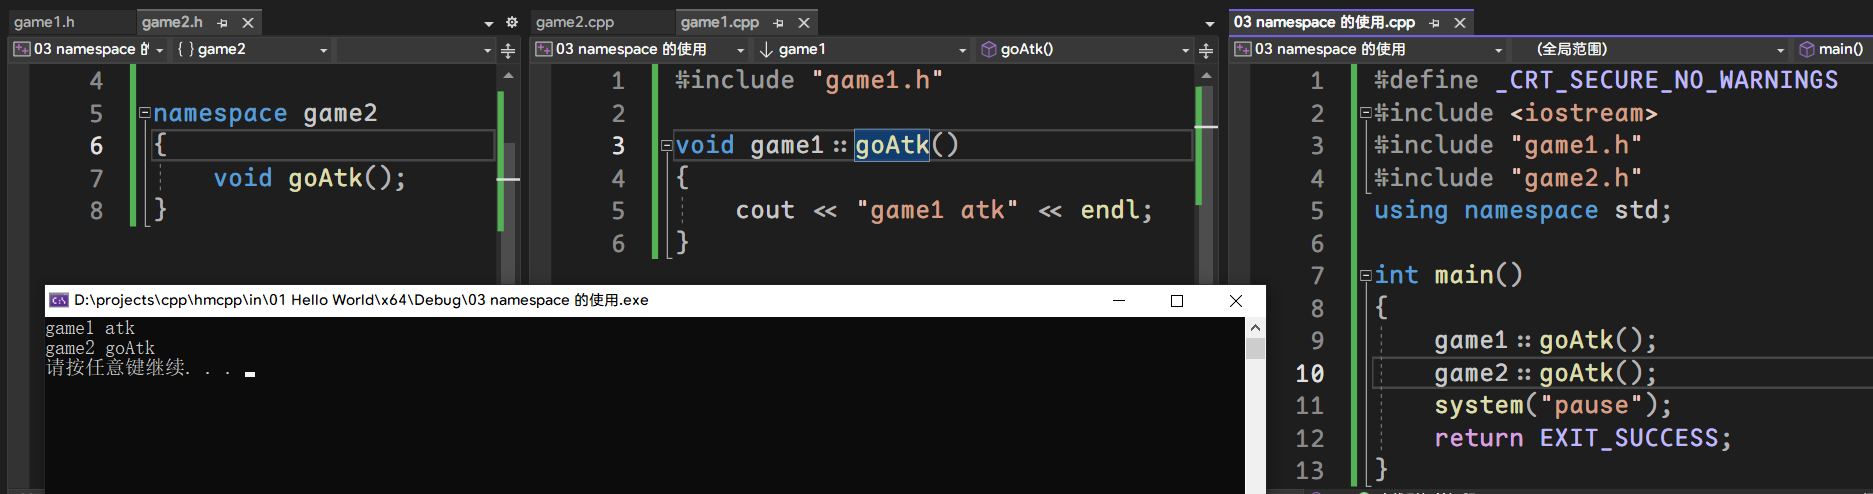 game1.h
game2.h
03 namespace 的
{ } game2
4
5 namespace game2
6 {
7 void goAtk();
8 }
game2.cpp
game1.cpp
03 namespace 的使用
game1
goAtk()
1 #include "game1.h"
2
3 void game1::goAtk()
4 {
5 cout << "game1 atk" << endl;
6 }
03 namespace 的使用.cpp
03 namespace 的使用
(全局范围)
main()
1 #define _CRT_SECURE_NO_WARNINGS
2 #include <iostream>
3 #include "game1.h"
4 #include "game2.h"
5 using namespace std;
6
7 int main()
8 {
9 game1::goAtk();
10 game2::goAtk();
11 system("pause");
12 return EXIT_SUCCESS;
13 }
D:\projects\cpp\hmcpp\in\01 Hello World\x64\Debug\03 namespace 的使用.exe
game1 atk
game2 goAtk
请按任意键继续. . .